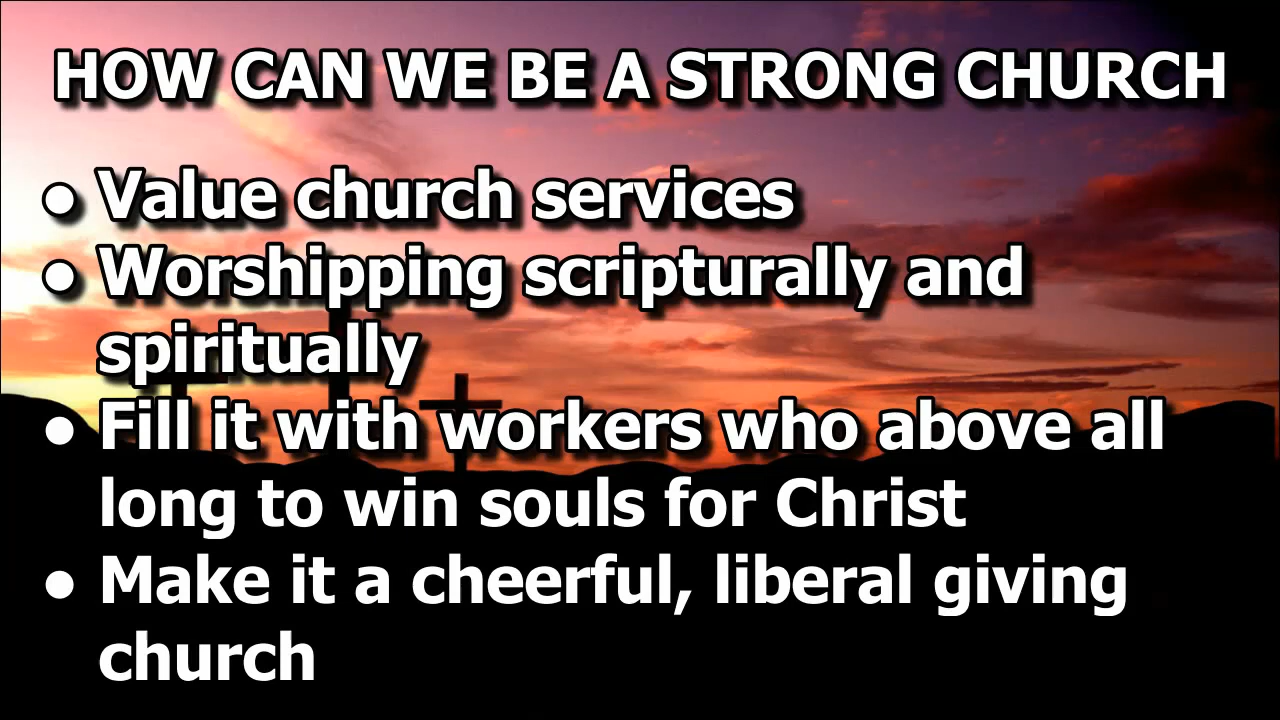 HOW CAN WE BE A STRONG CHURCH
● Value church services
● Worshipping scripturally and
spiritually
● Fill it with workers who above all
long to win souls for Christ
● Make it a cheerful, liberal giving
church